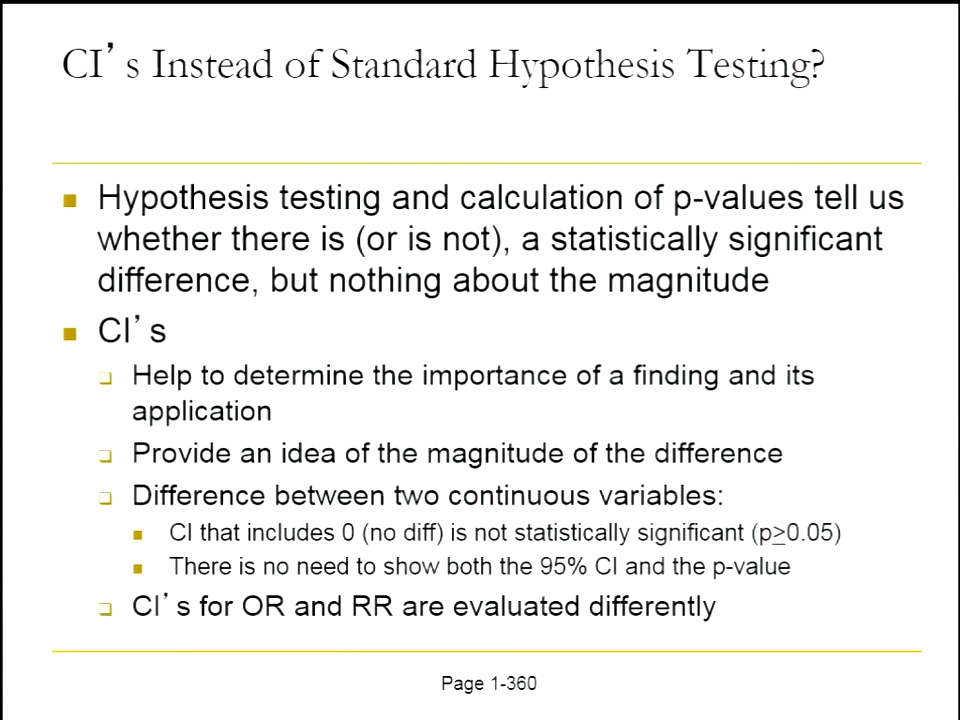 CI’s Instead of Standard Hypothesis Testing?
Hypothesis testing and calculation of p-values tell us
whether there is (or is not), a statistically significant
difference, but nothing about the magnitude
CI’s
Help to determine the importance of a finding and its
application
Provide an idea of the magnitude of the difference
Difference between two continuous variables:
CI that includes 0 (no diff) is not statistically significant (p≥0.05)
There is no need to show both the 95% CI and the p-value
CI’s for OR and RR are evaluated differently
Page 1-360